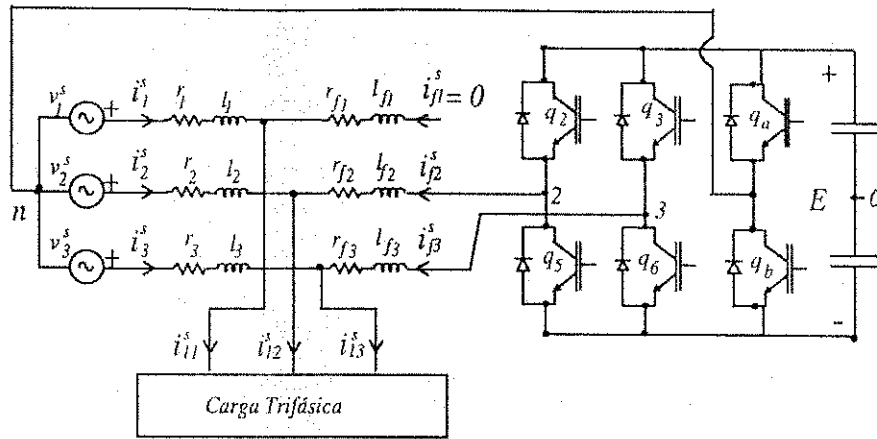 v₁ˢ + i₁ˢ r₁ l₁ r_f1 l_f1 i_f1ˢ = 0
v₂ˢ + i₂ˢ r₂ l₂ r_f2 l_f2 i_f2ˢ
n
v₃ˢ + i₃ˢ r₃ l₃ r_f3 l_f3 i_f3ˢ
q₂ q₃ q_a +
2 3 E 0
q₅ q₆ q_b -
i_l1ˢ i_l2ˢ i_l3ˢ
Carga Trifásica